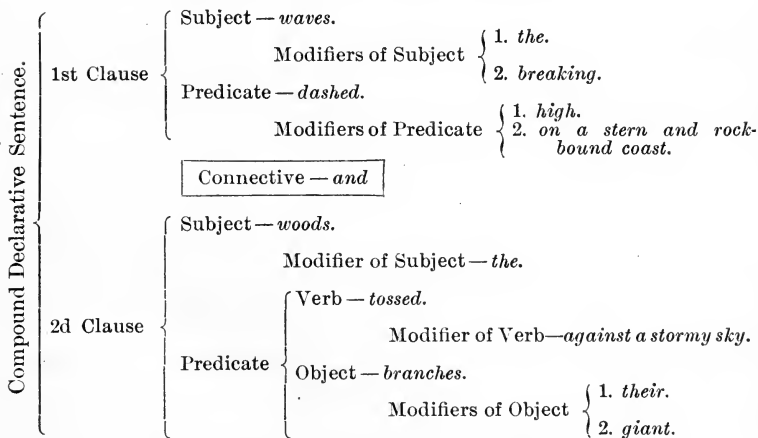 Compound Declarative Sentence.
1st Clause
Subject — waves.
Modifiers of Subject
1. the.
2. breaking.
Predicate — dashed.
Modifiers of Predicate
1. high.
2. on a stern and rock-
bound coast.
Connective — and
2d Clause
Subject — woods.
Modifier of Subject — the.
Predicate
Verb — tossed.
Modifier of Verb—against a stormy sky.
Object — branches.
Modifiers of Object
1. their.
2. giant.